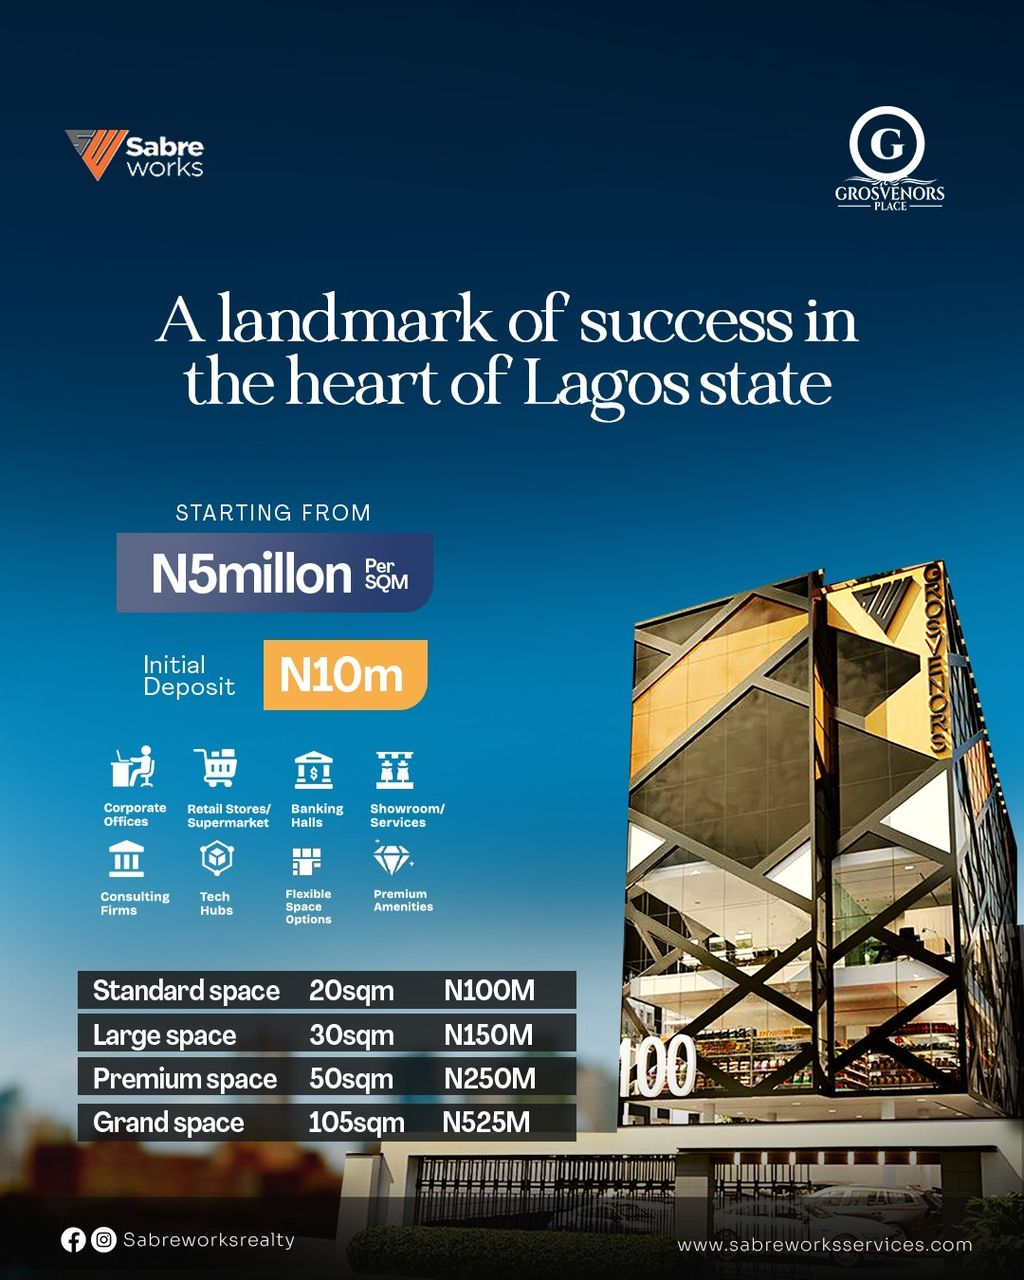 Sabre
works
G
GROSVENORS
PLACE
A landmark of success in
the heart of Lagos state
STARTING FROM
N5millon Per
SQM
Initial
Deposit
N10m
Corporate
Offices
Retail Stores/
Supermarket
Banking
Halls
Showroom/
Services
Consulting
Firms
Tech
Hubs
Flexible
Space
Options
Premium
Amenities
GROSVENORS
100
Standard space 20sqm N100M
Large space 30sqm N150M
Premium space 50sqm N250M
Grand space 105sqm N525M
Sabreworksrealty
www.sabreworksservices.com